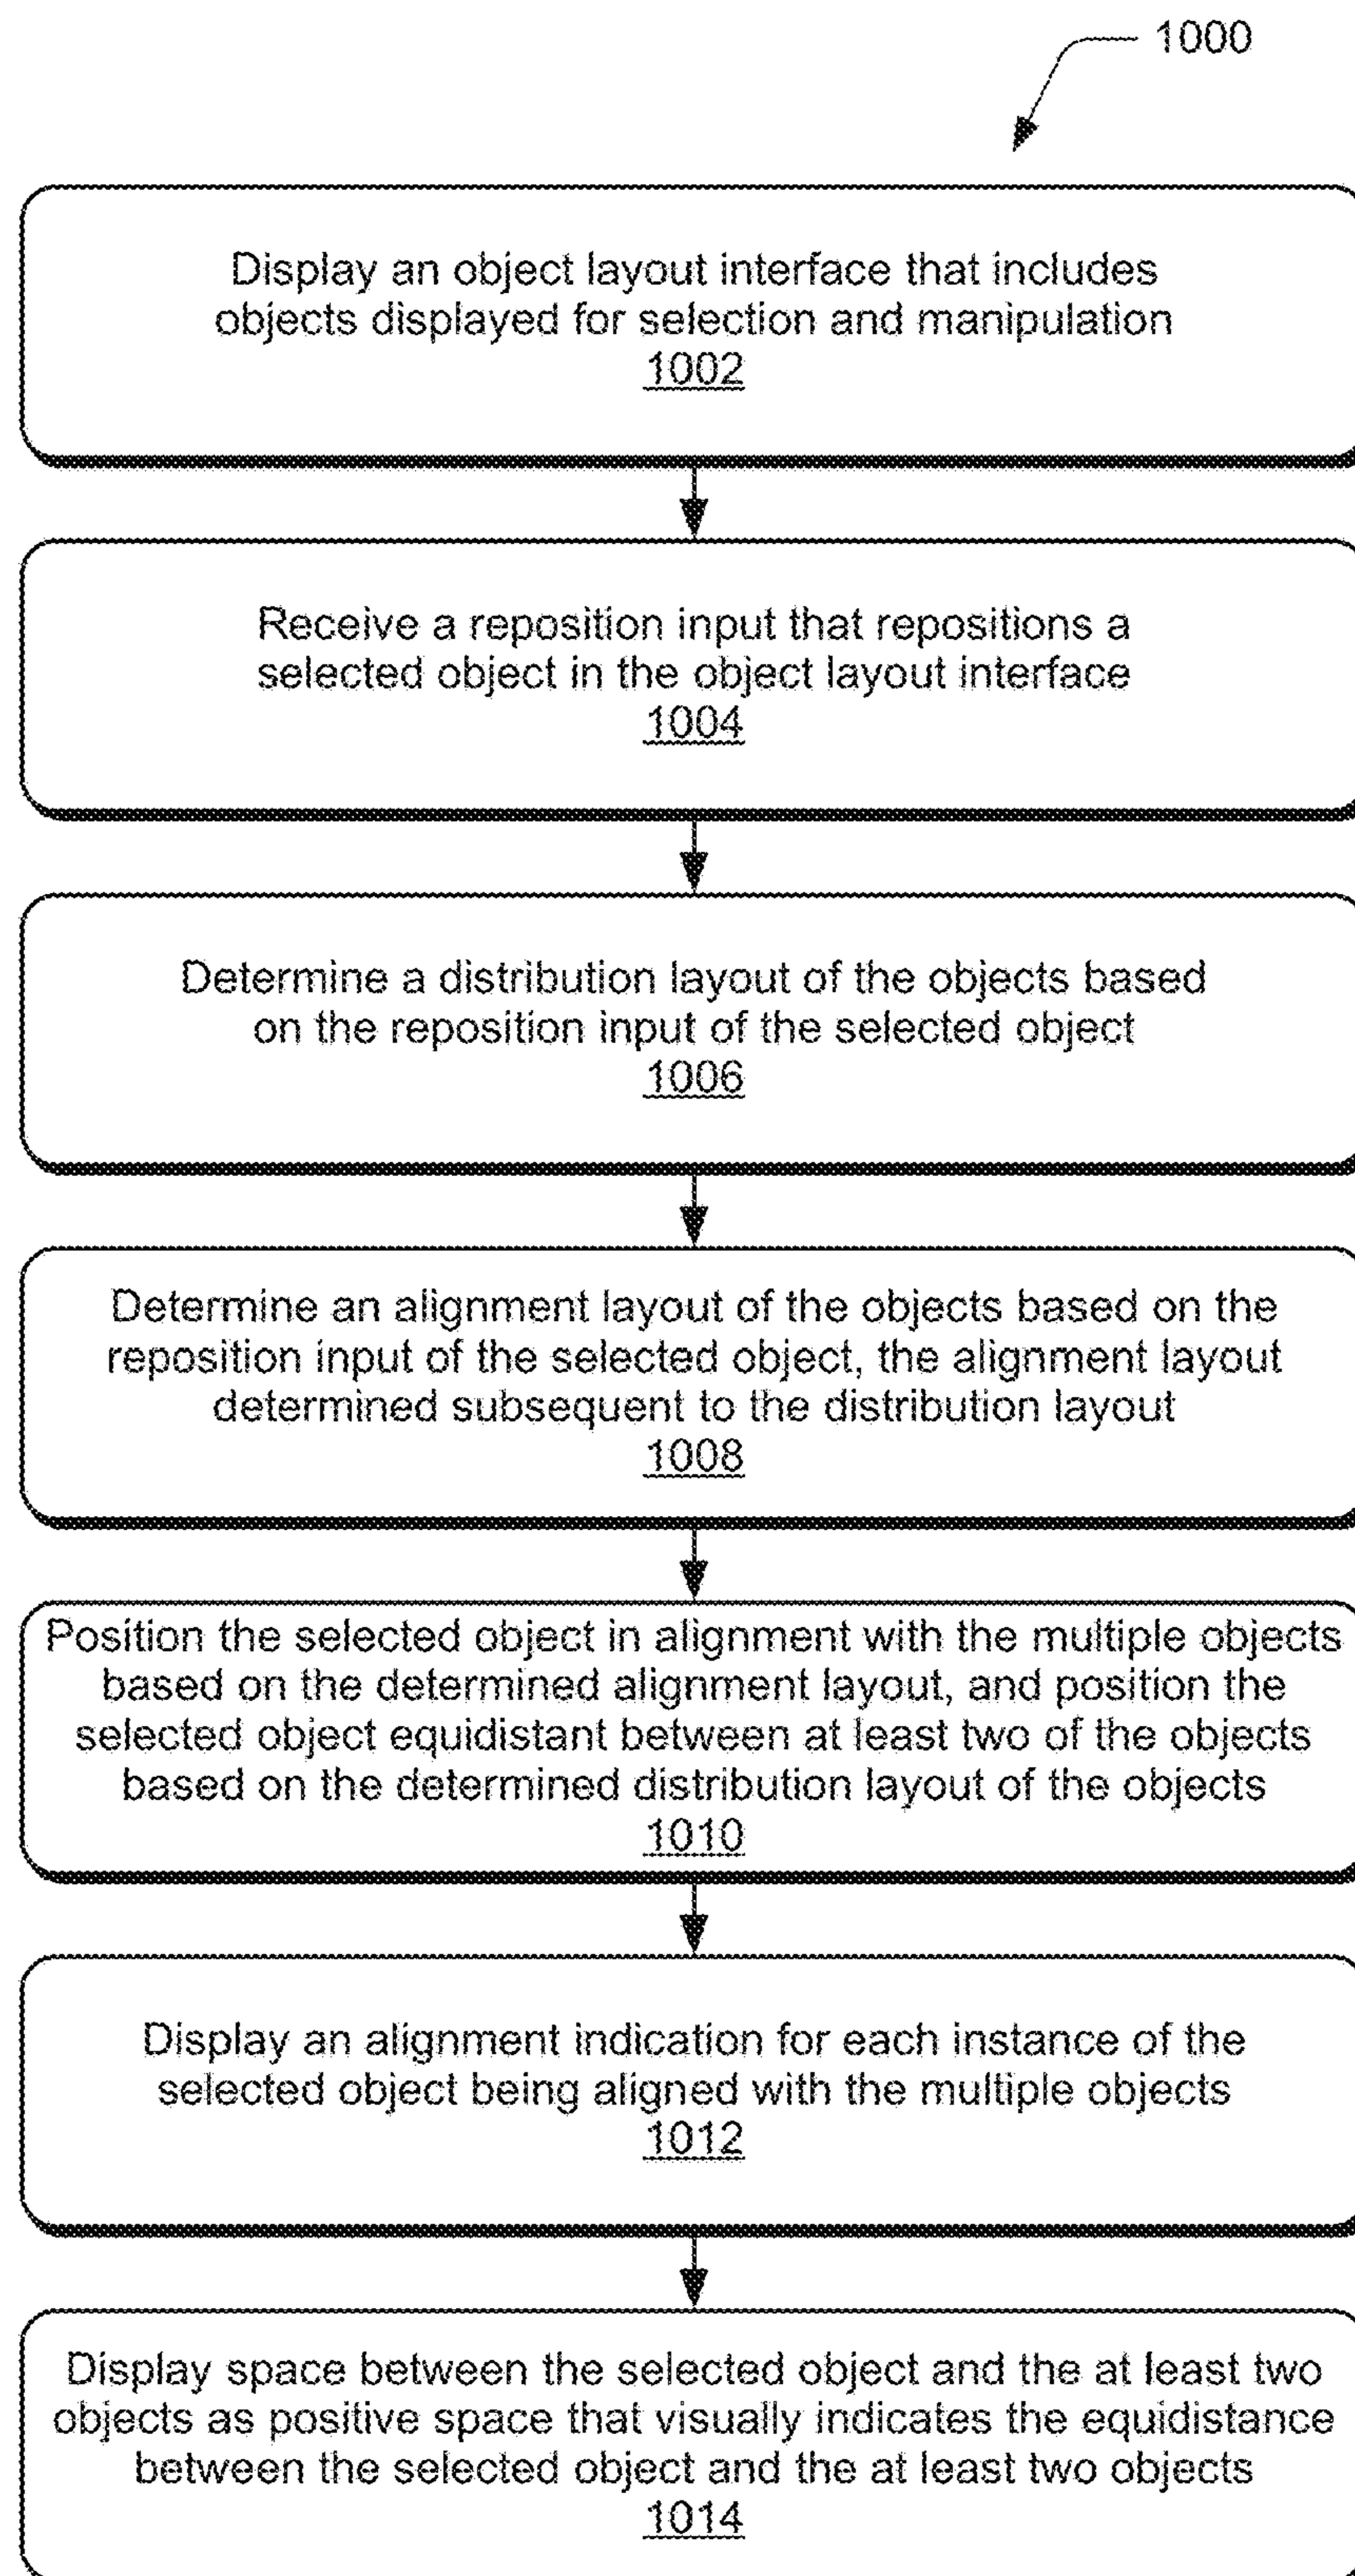 1000
Display an object layout interface that includes
objects displayed for selection and manipulation
1002
Receive a reposition input that repositions a
selected object in the object layout interface
1004
Determine a distribution layout of the objects based
on the reposition input of the selected object
1006
Determine an alignment layout of the objects based on the
reposition input of the selected object, the alignment layout
determined subsequent to the distribution layout
1008
Position the selected object in alignment with the multiple objects
based on the determined alignment layout, and position the
selected object equidistant between at least two of the objects
based on the determined distribution layout of the objects
1010
Display an alignment indication for each instance of the
selected object being aligned with the multiple objects
1012
Display space between the selected object and the at least two
objects as positive space that visually indicates the equidistance
between the selected object and the at least two objects
1014